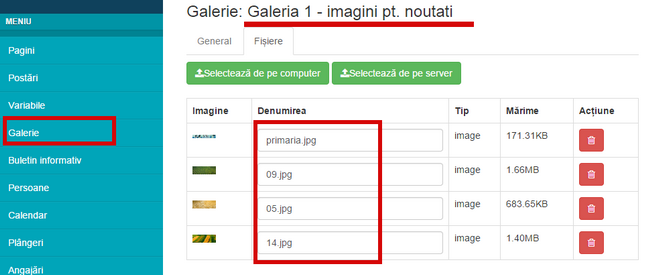 Galerie: Galeria 1 - imagini pt. noutati
MENIU
Pagini
Postări
Variabile
Galerie
Buletin informativ
Persoane
Calendar
Plângeri
Angajări
General Fișiere
Selectează de pe computer Selectează de pe server
Imagine Denumirea Tip Mărime Acțiune
primaria.jpg image 171.31KB
09.jpg image 1.66MB
05.jpg image 683.65KB
14.jpg image 1.40MB